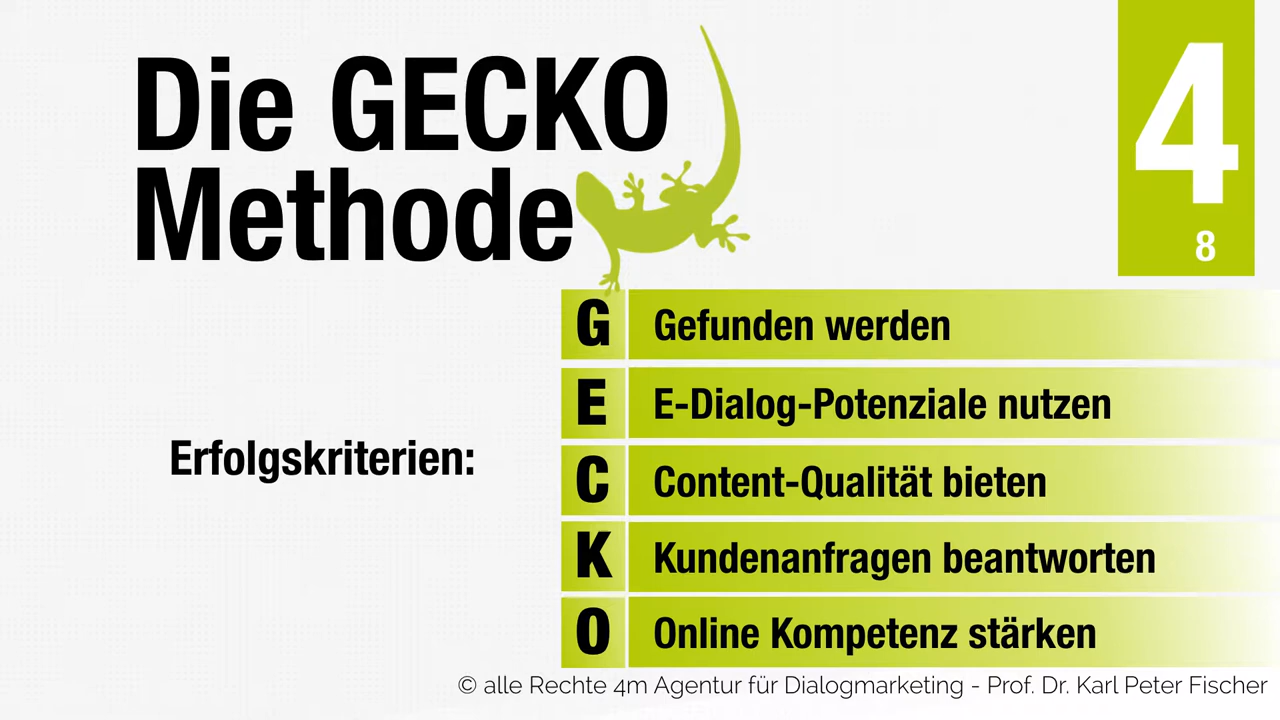 Die GECKO
Methode
4
8
Erfolgskriterien:
G Gefunden werden
E E-Dialog-Potenziale nutzen
C Content-Qualität bieten
K Kundenanfragen beantworten
O Online Kompetenz stärken
© alle Rechte 4m Agentur für Dialogmarketing - Prof. Dr. Karl Peter Fischer